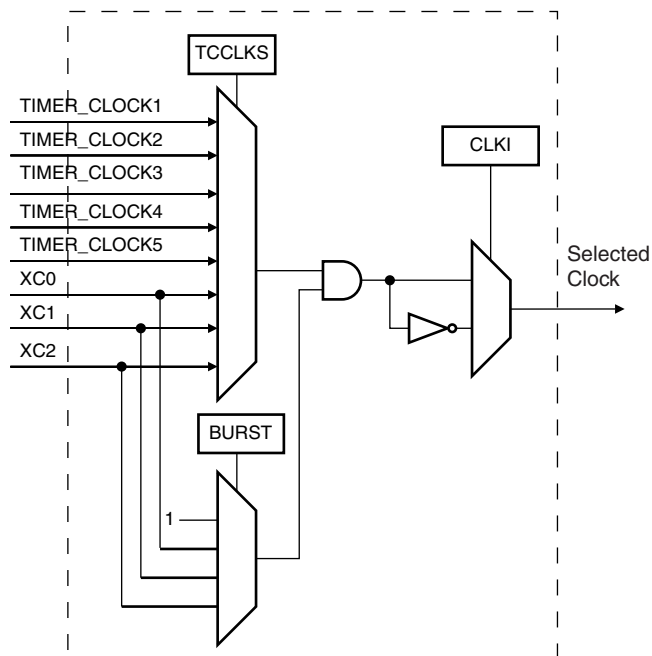 TCCLKS
TIMER_CLOCK1
TIMER_CLOCK2
TIMER_CLOCK3
TIMER_CLOCK4
TIMER_CLOCK5
XC0
XC1
XC2
CLKI
Selected
Clock
BURST
1